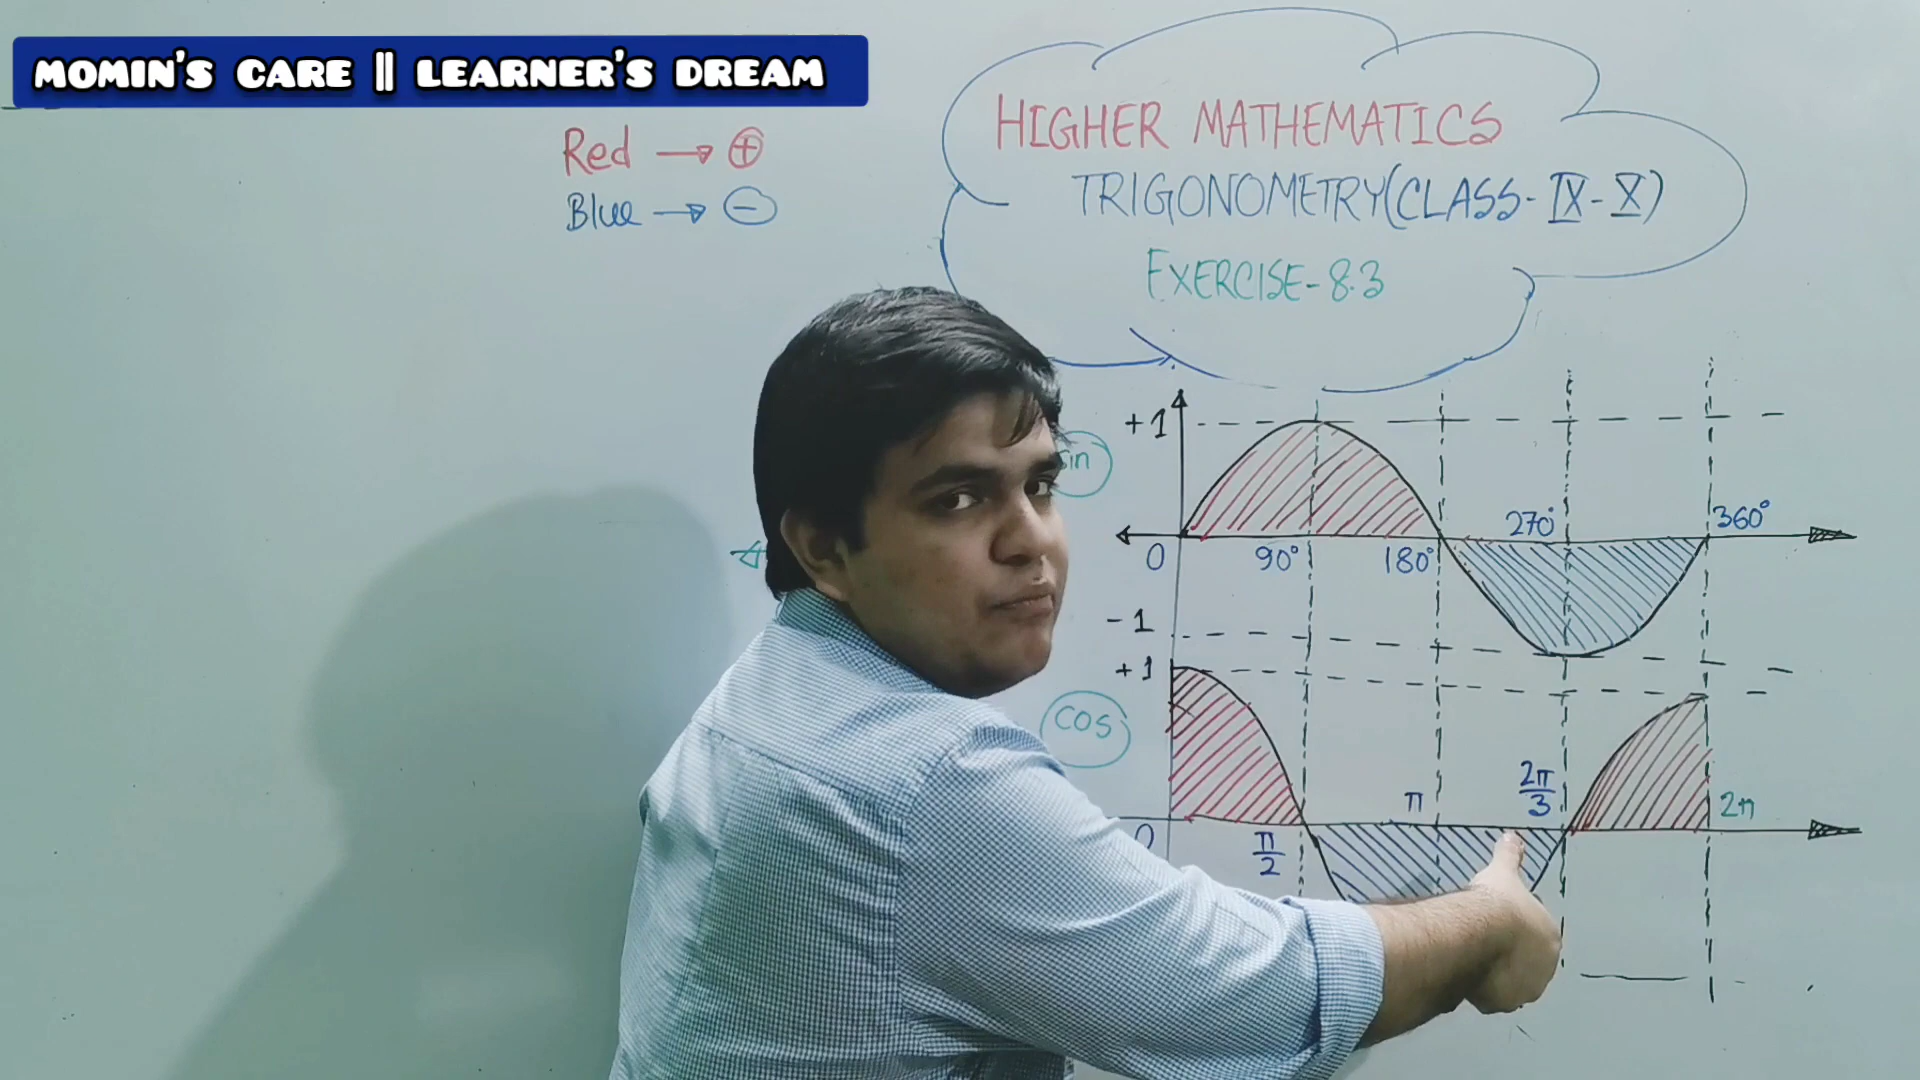 MOMIN'S CARE || LEARNER'S DREAM
Red → ⊕
Blue → ⊖
HIGHER MATHEMATICS
TRIGONOMETRY(CLASS-IX-X)
EXERCISE-8.3
+1
sin
270°
360°
0
90°
180°
-1
+1
cos
2π/3
π
2π
0
π/2